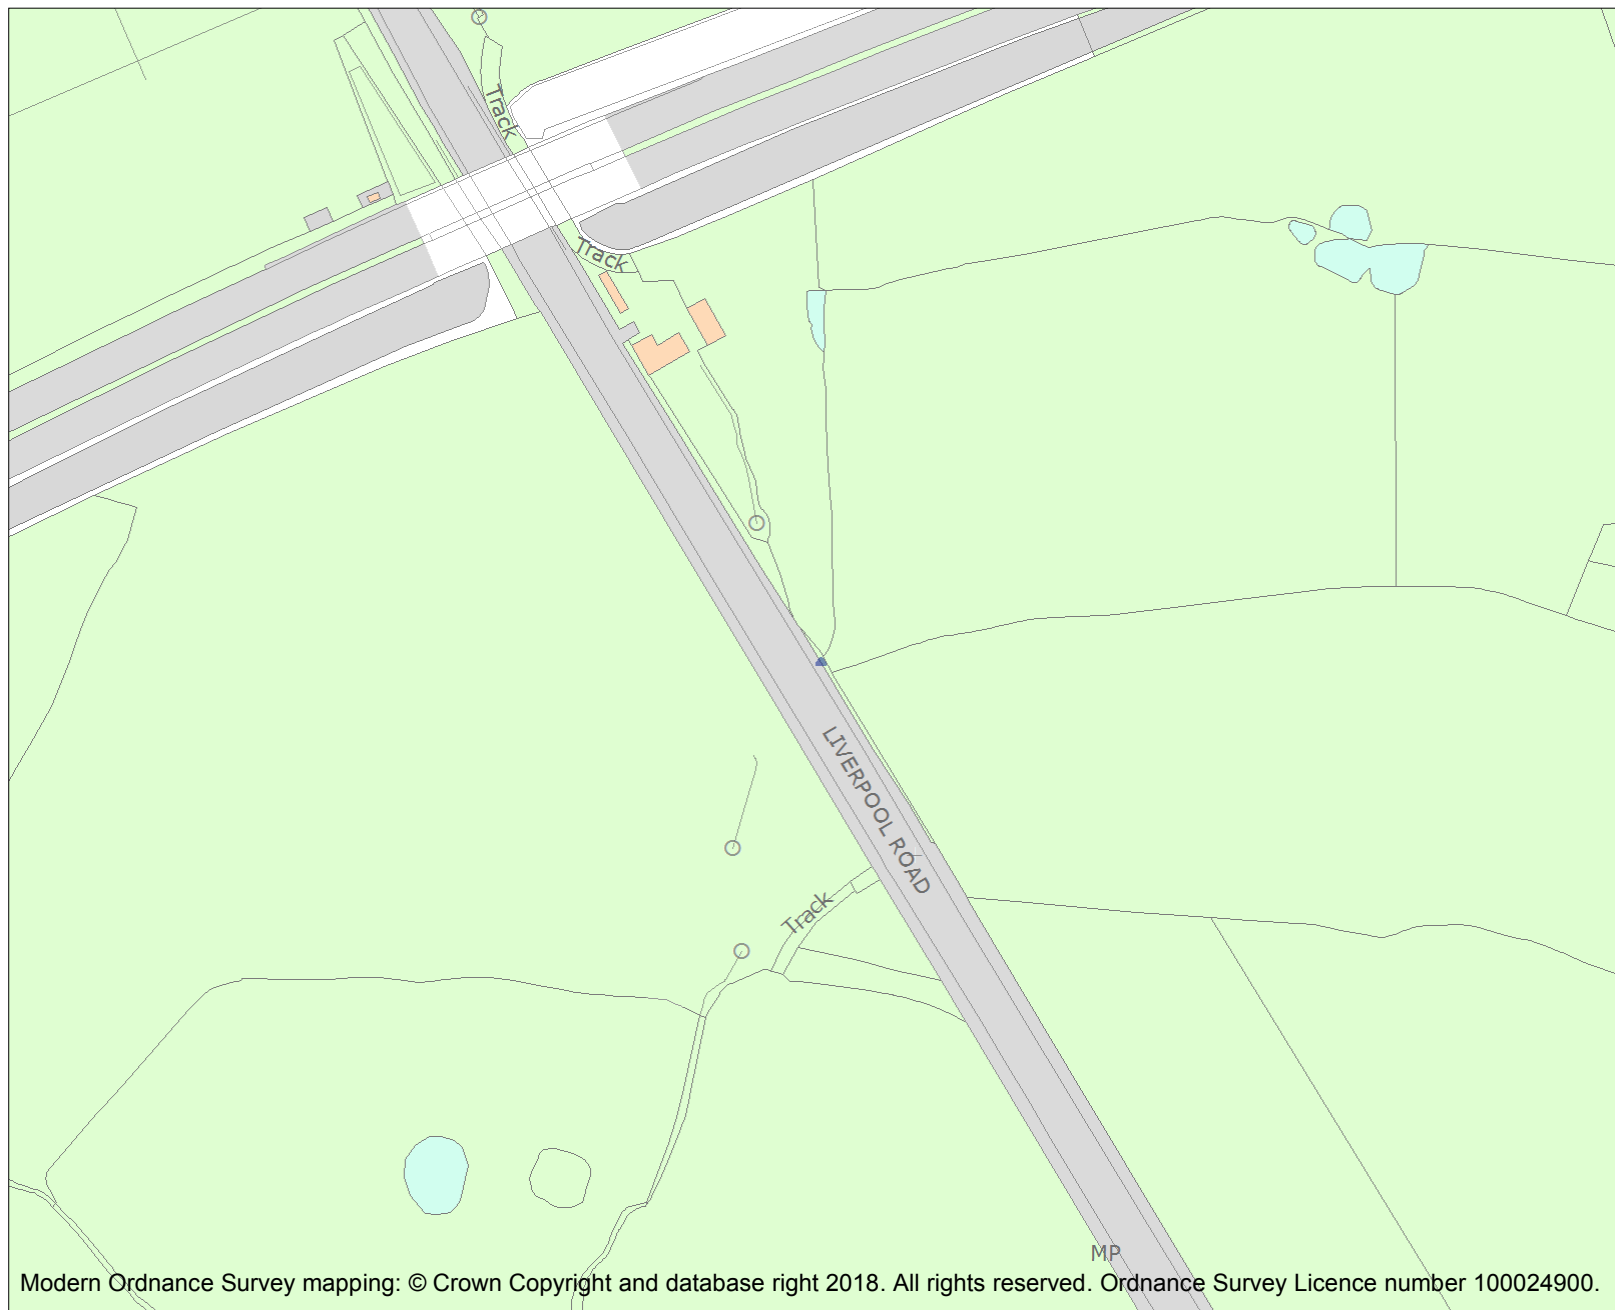 Track
Track
LIVERPOOL ROAD
Track
MP
Modern Ordnance Survey mapping: © Crown Copyright and database right 2018. All rights reserved. Ordnance Survey Licence number 100024900.